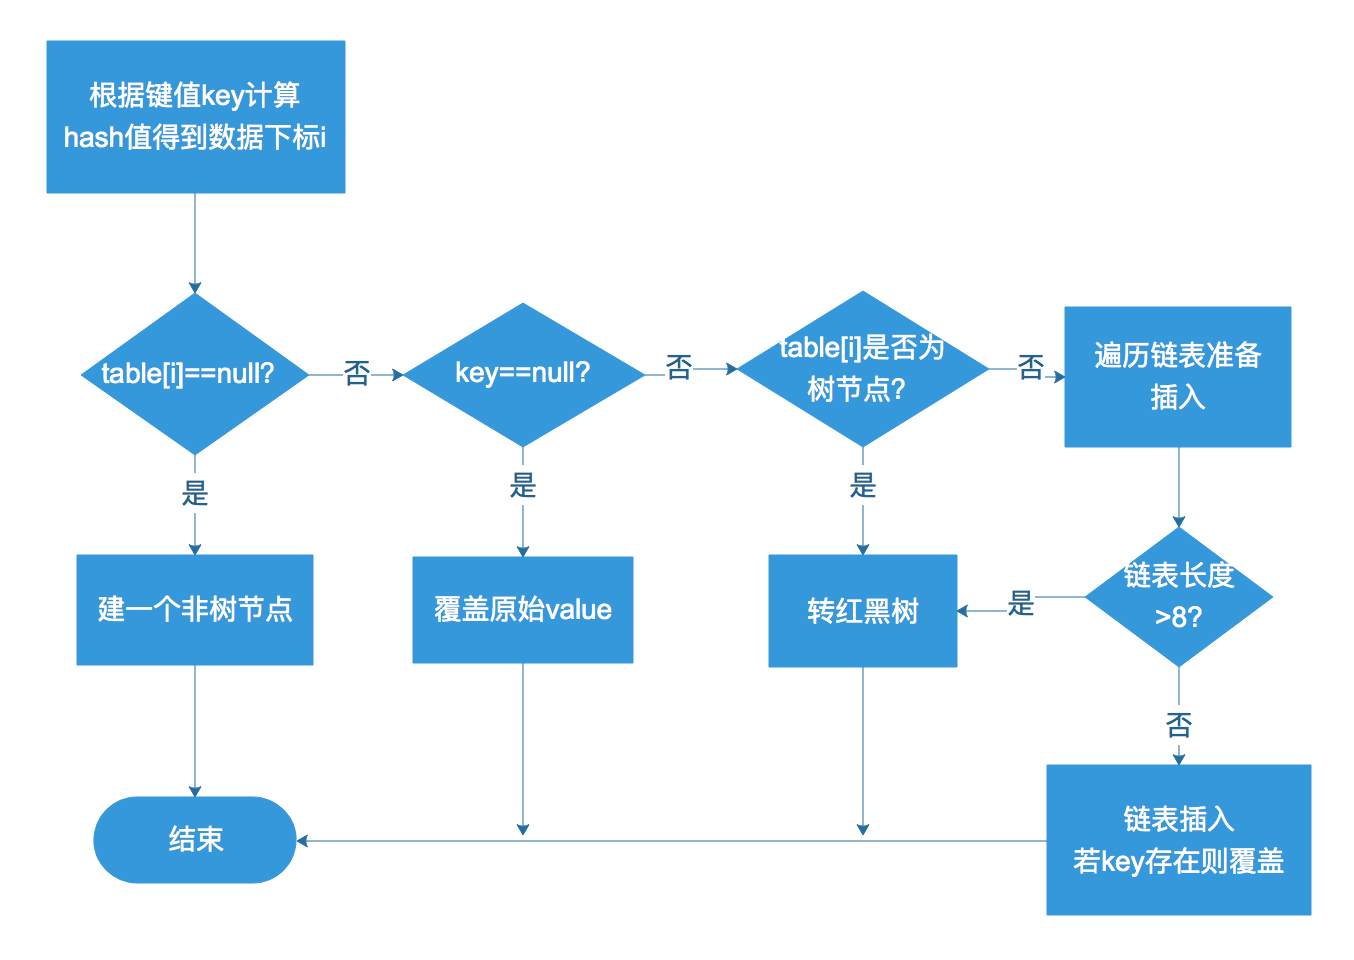 根据键值key计算
hash值得到数据下标i
table[i]==null?
否
key==null?
否
table[i]是否为
树节点?
否
遍历链表准备
插入
是
是
是
建一个非树节点
覆盖原始value
转红黑树
是
链表长度
>8?
否
结束
链表插入
若key存在则覆盖